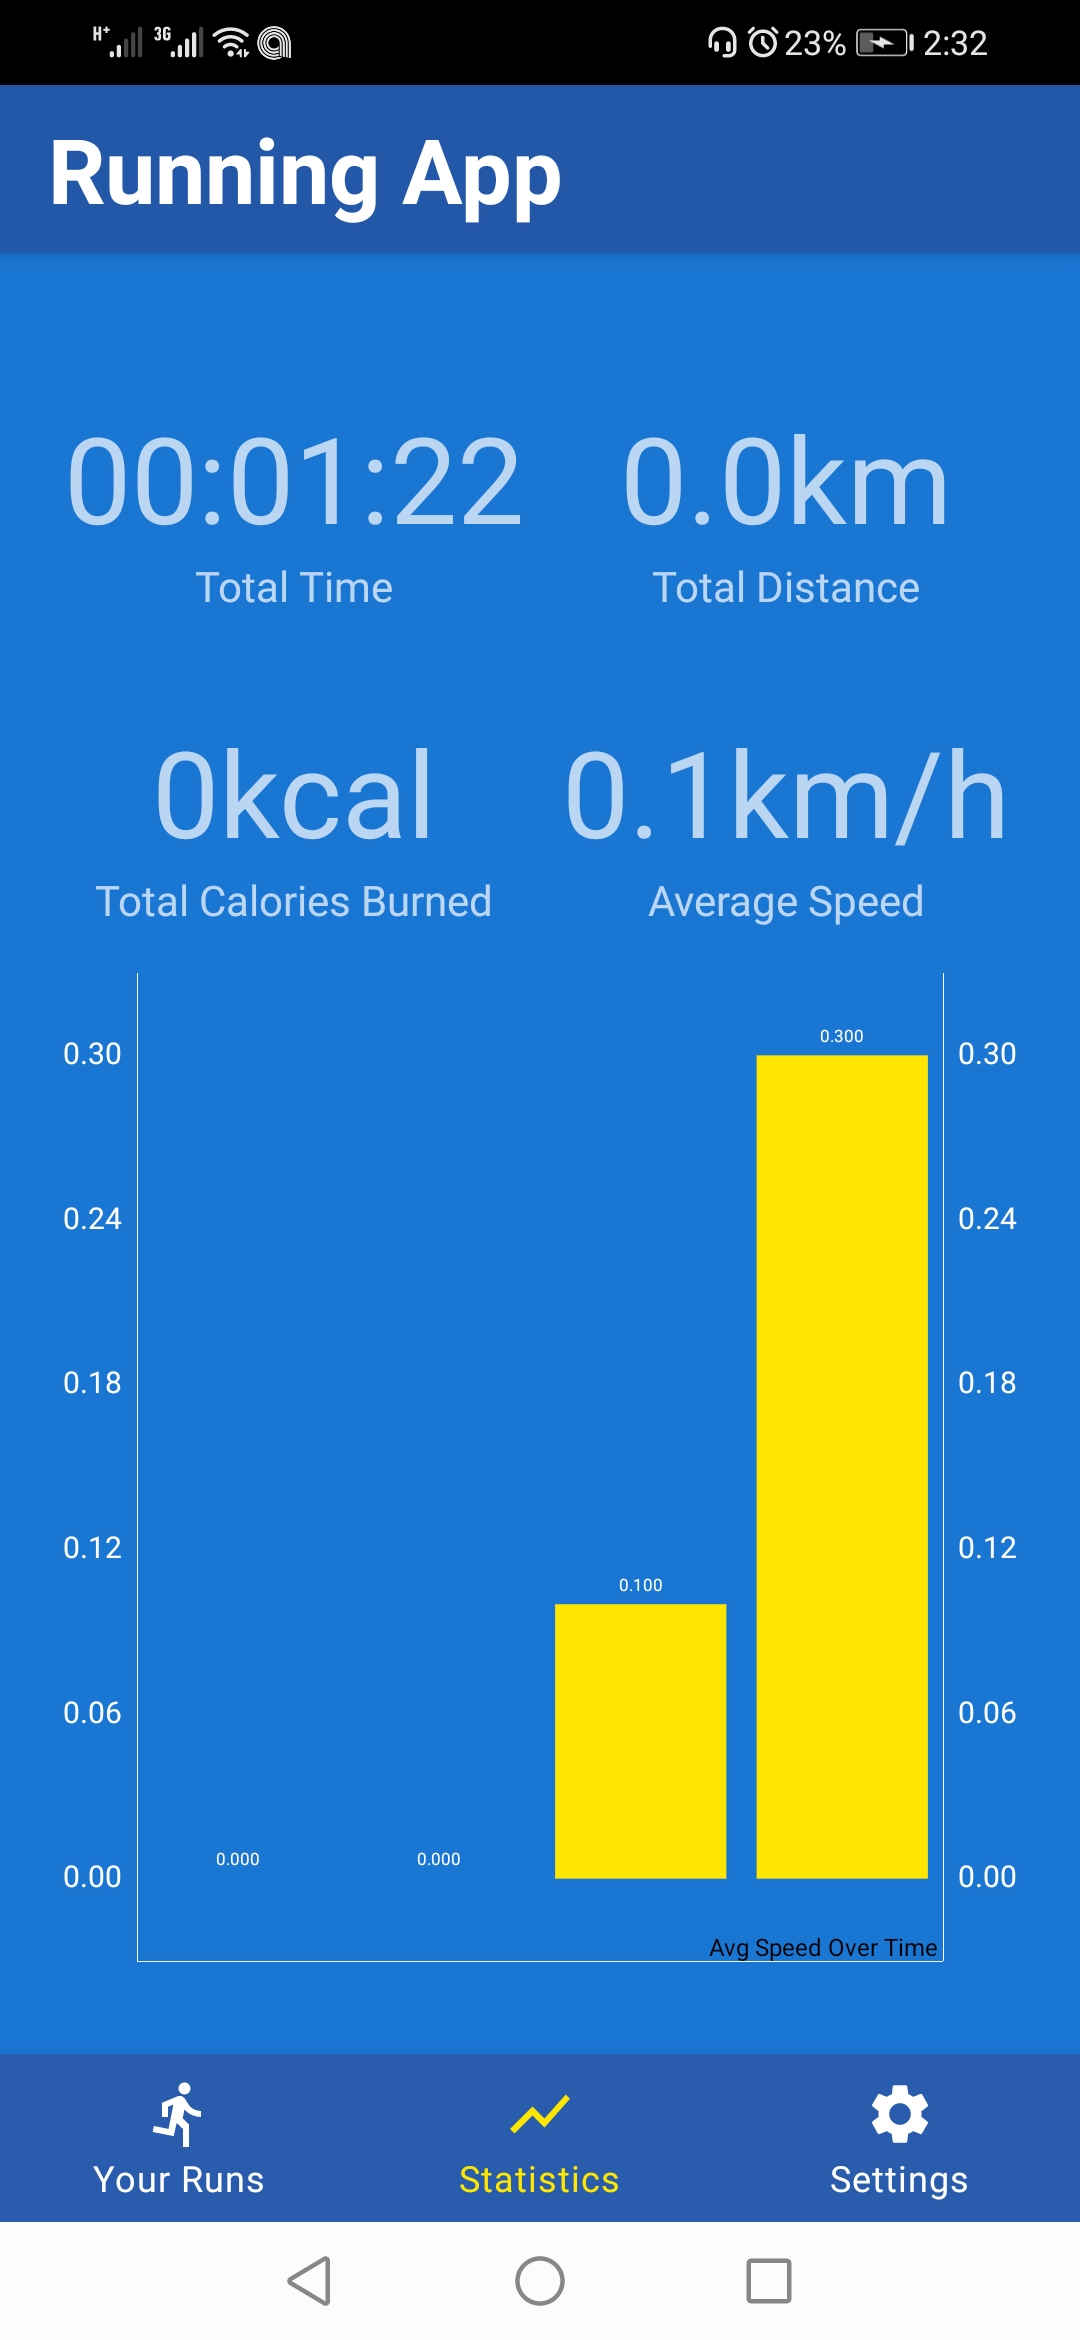 H+ 3G 23% 2:32
Running App
00:01:22 0.0km
Total Time Total Distance
0kcal 0.1km/h
Total Calories Burned Average Speed
0.300
0.30 0.30
0.24 0.24
0.18 0.18
0.12 0.12
0.100
0.06 0.06
0.000 0.000
0.00 0.00
Avg Speed Over Time
Your Runs Statistics Settings